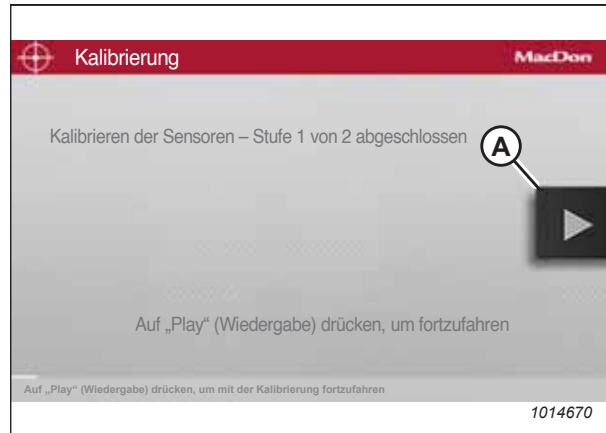 Kalibrierung
MacDon
Kalibrieren der Sensoren – Stufe 1 von 2 abgeschlossen
A
Auf „Play“ (Wiedergabe) drücken, um fortzufahren
Auf „Play“ (Wiedergabe) drücken, um mit der Kalibrierung fortzufahren
1014670